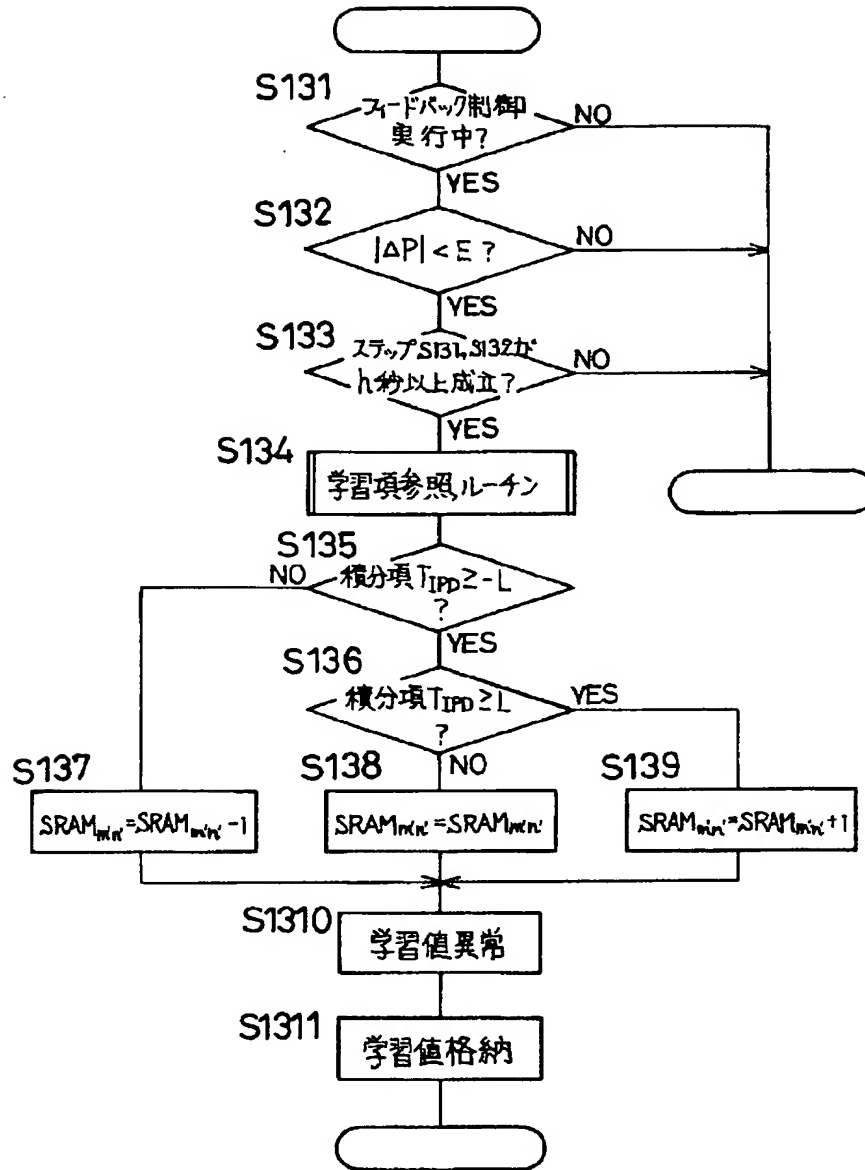 S131
フィードバック制御
実行中?
NO
YES
S132
|ΔP|<E?
NO
YES
S133
ステップS131,S132が
h秒以上成立?
NO
YES
S134
学習項参照ルーチン
S135
積分項TIPD≥-L
?
NO
YES
S136
積分項TIPD≥L
?
YES
NO
S137
SRAMm'n'=SRAMm'n'-1
S138
SRAMm'n'=SRAMm'n'
S139
SRAMm'n'=SRAMm'n'+1
S1310
学習値異常
S1311
学習値格納